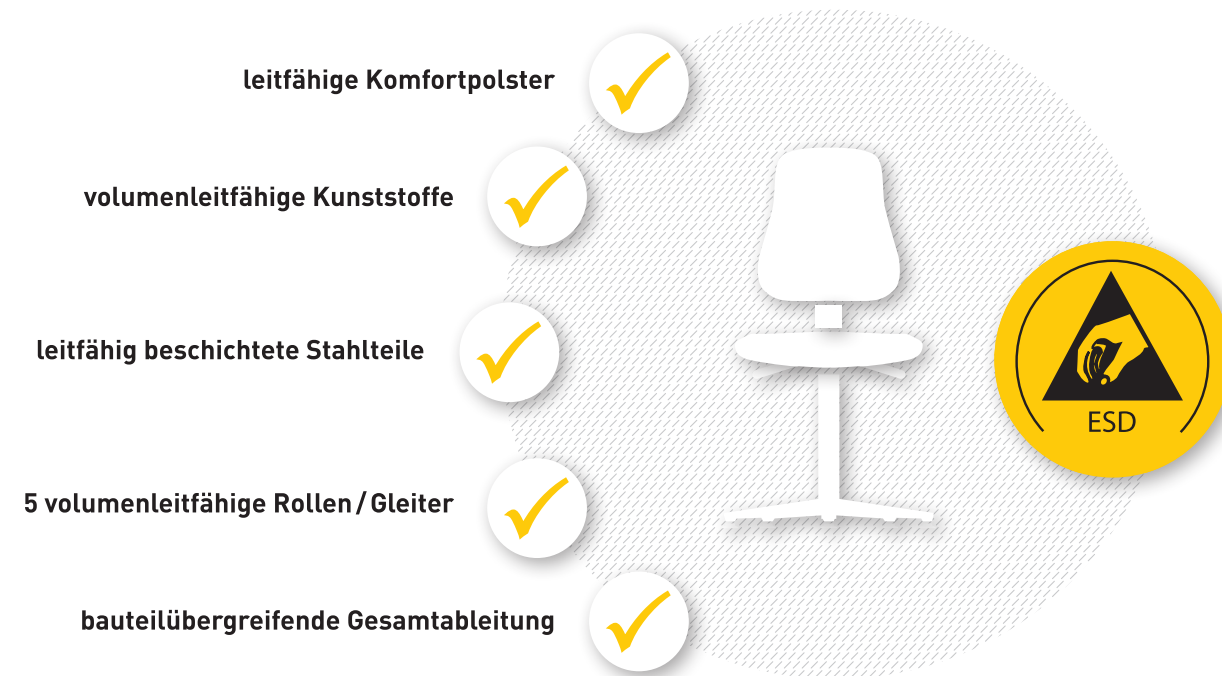 leitfähige Komfortpolster
volumenleitfähige Kunststoffe
leitfähig beschichtete Stahlteile
5 volumenleitfähige Rollen / Gleiter
bauteilübergreifende Gesamtableitung
ESD